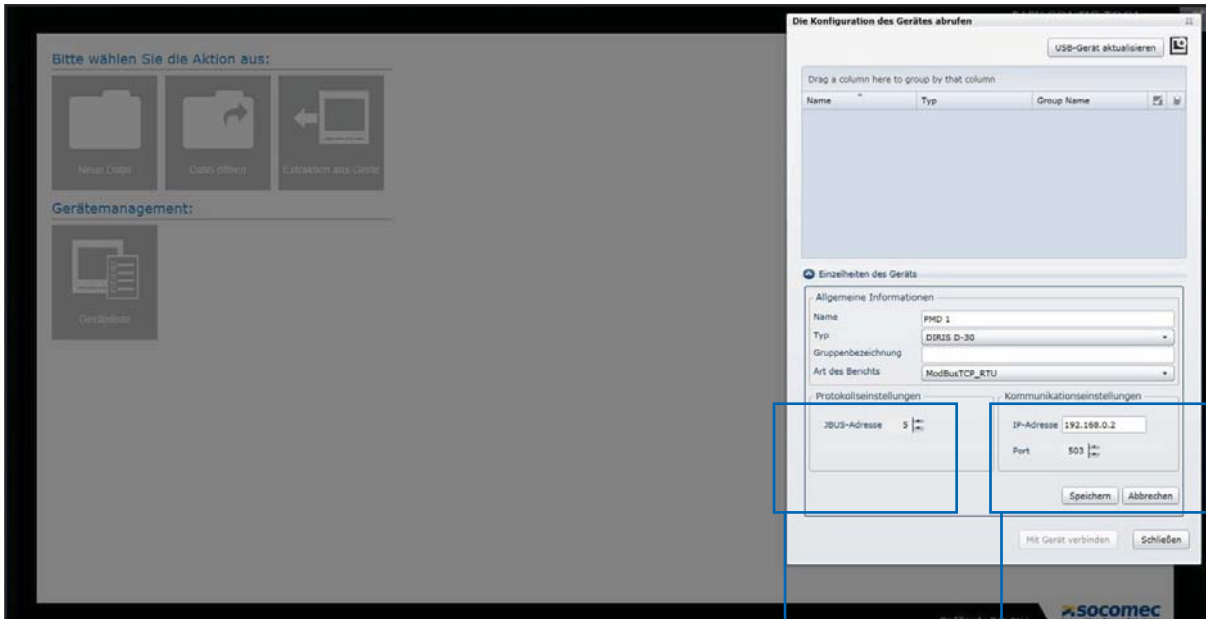 Die Konfiguration des Gerätes abrufen
USB-Gerät aktualisieren
Bitte wählen Sie die Aktion aus:
Neue Datei
Datei öffnen
Extraktion aus Gerät
Gerätemanagement:
Geräteliste
Drag a column here to group by that column
Name Typ Group Name
Einzelheiten des Geräts
Allgemeine Informationen
Name PMD 1
Typ DIRIS D-30
Gruppenbezeichnung
Art des Berichts ModBusTCP_RTU
Protokollseinstellungen
JBUS-Adresse 5
Kommunikationseinstellungen
IP-Adresse 192.168.0.2
Port 503
Speichern Abbrechen
Mit Gerät verbinden Schließen
socomec